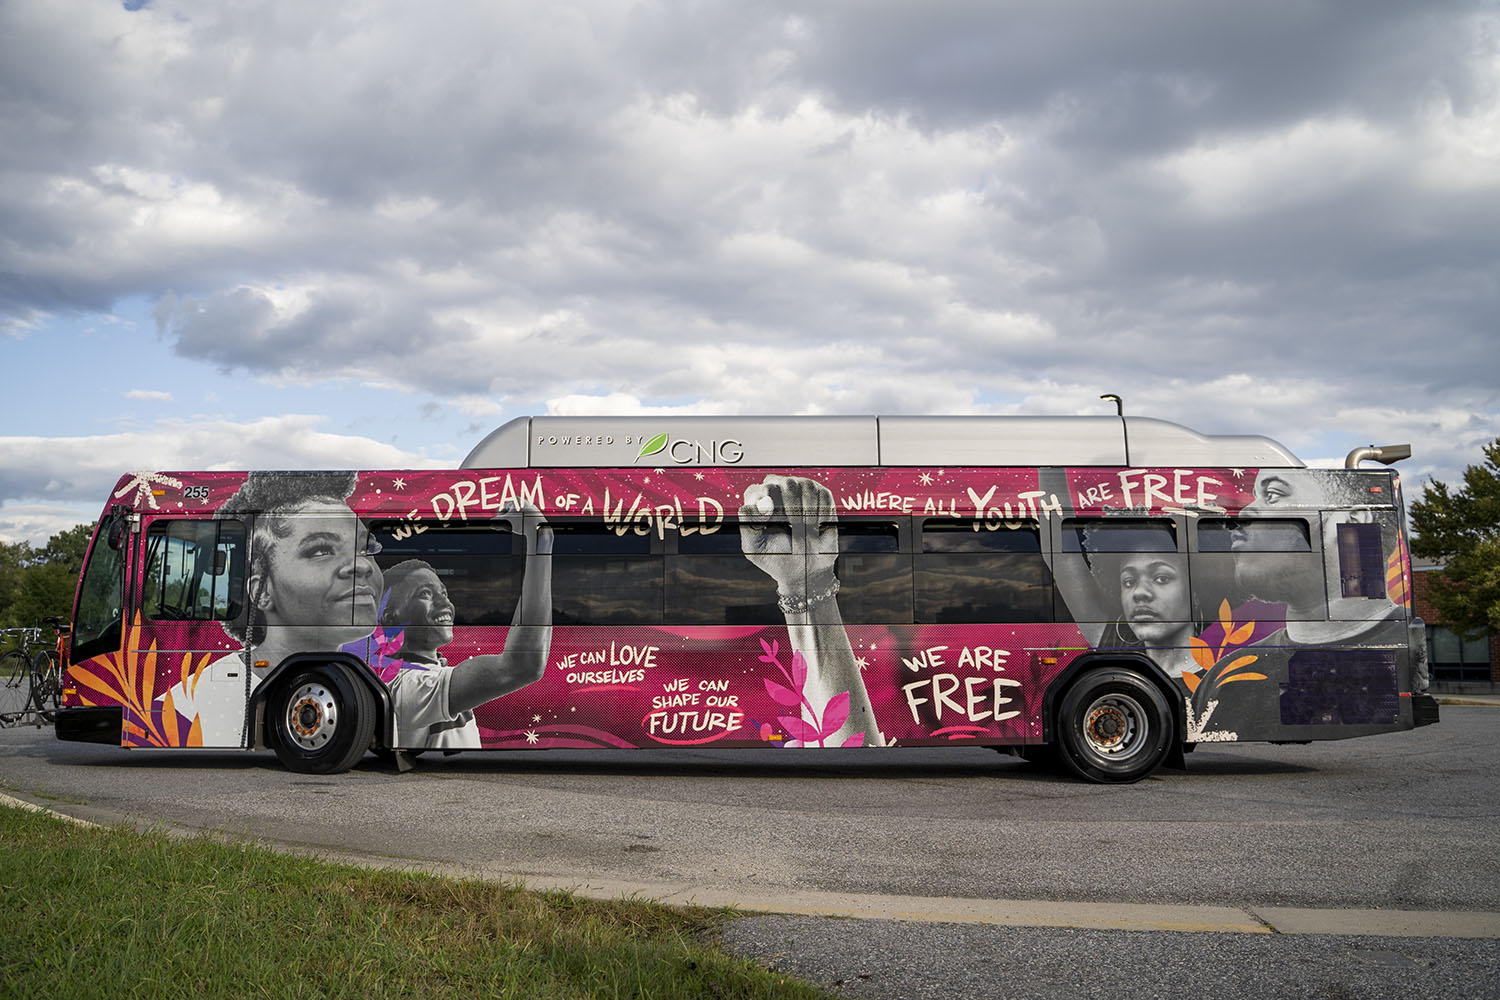 POWERED BY CNG
255
WE DREAM OF A WORLD WHERE ALL YOUTH ARE FREE
WE CAN LOVE
OURSELVES
WE CAN
SHAPE OUR
FUTURE
WE ARE
FREE